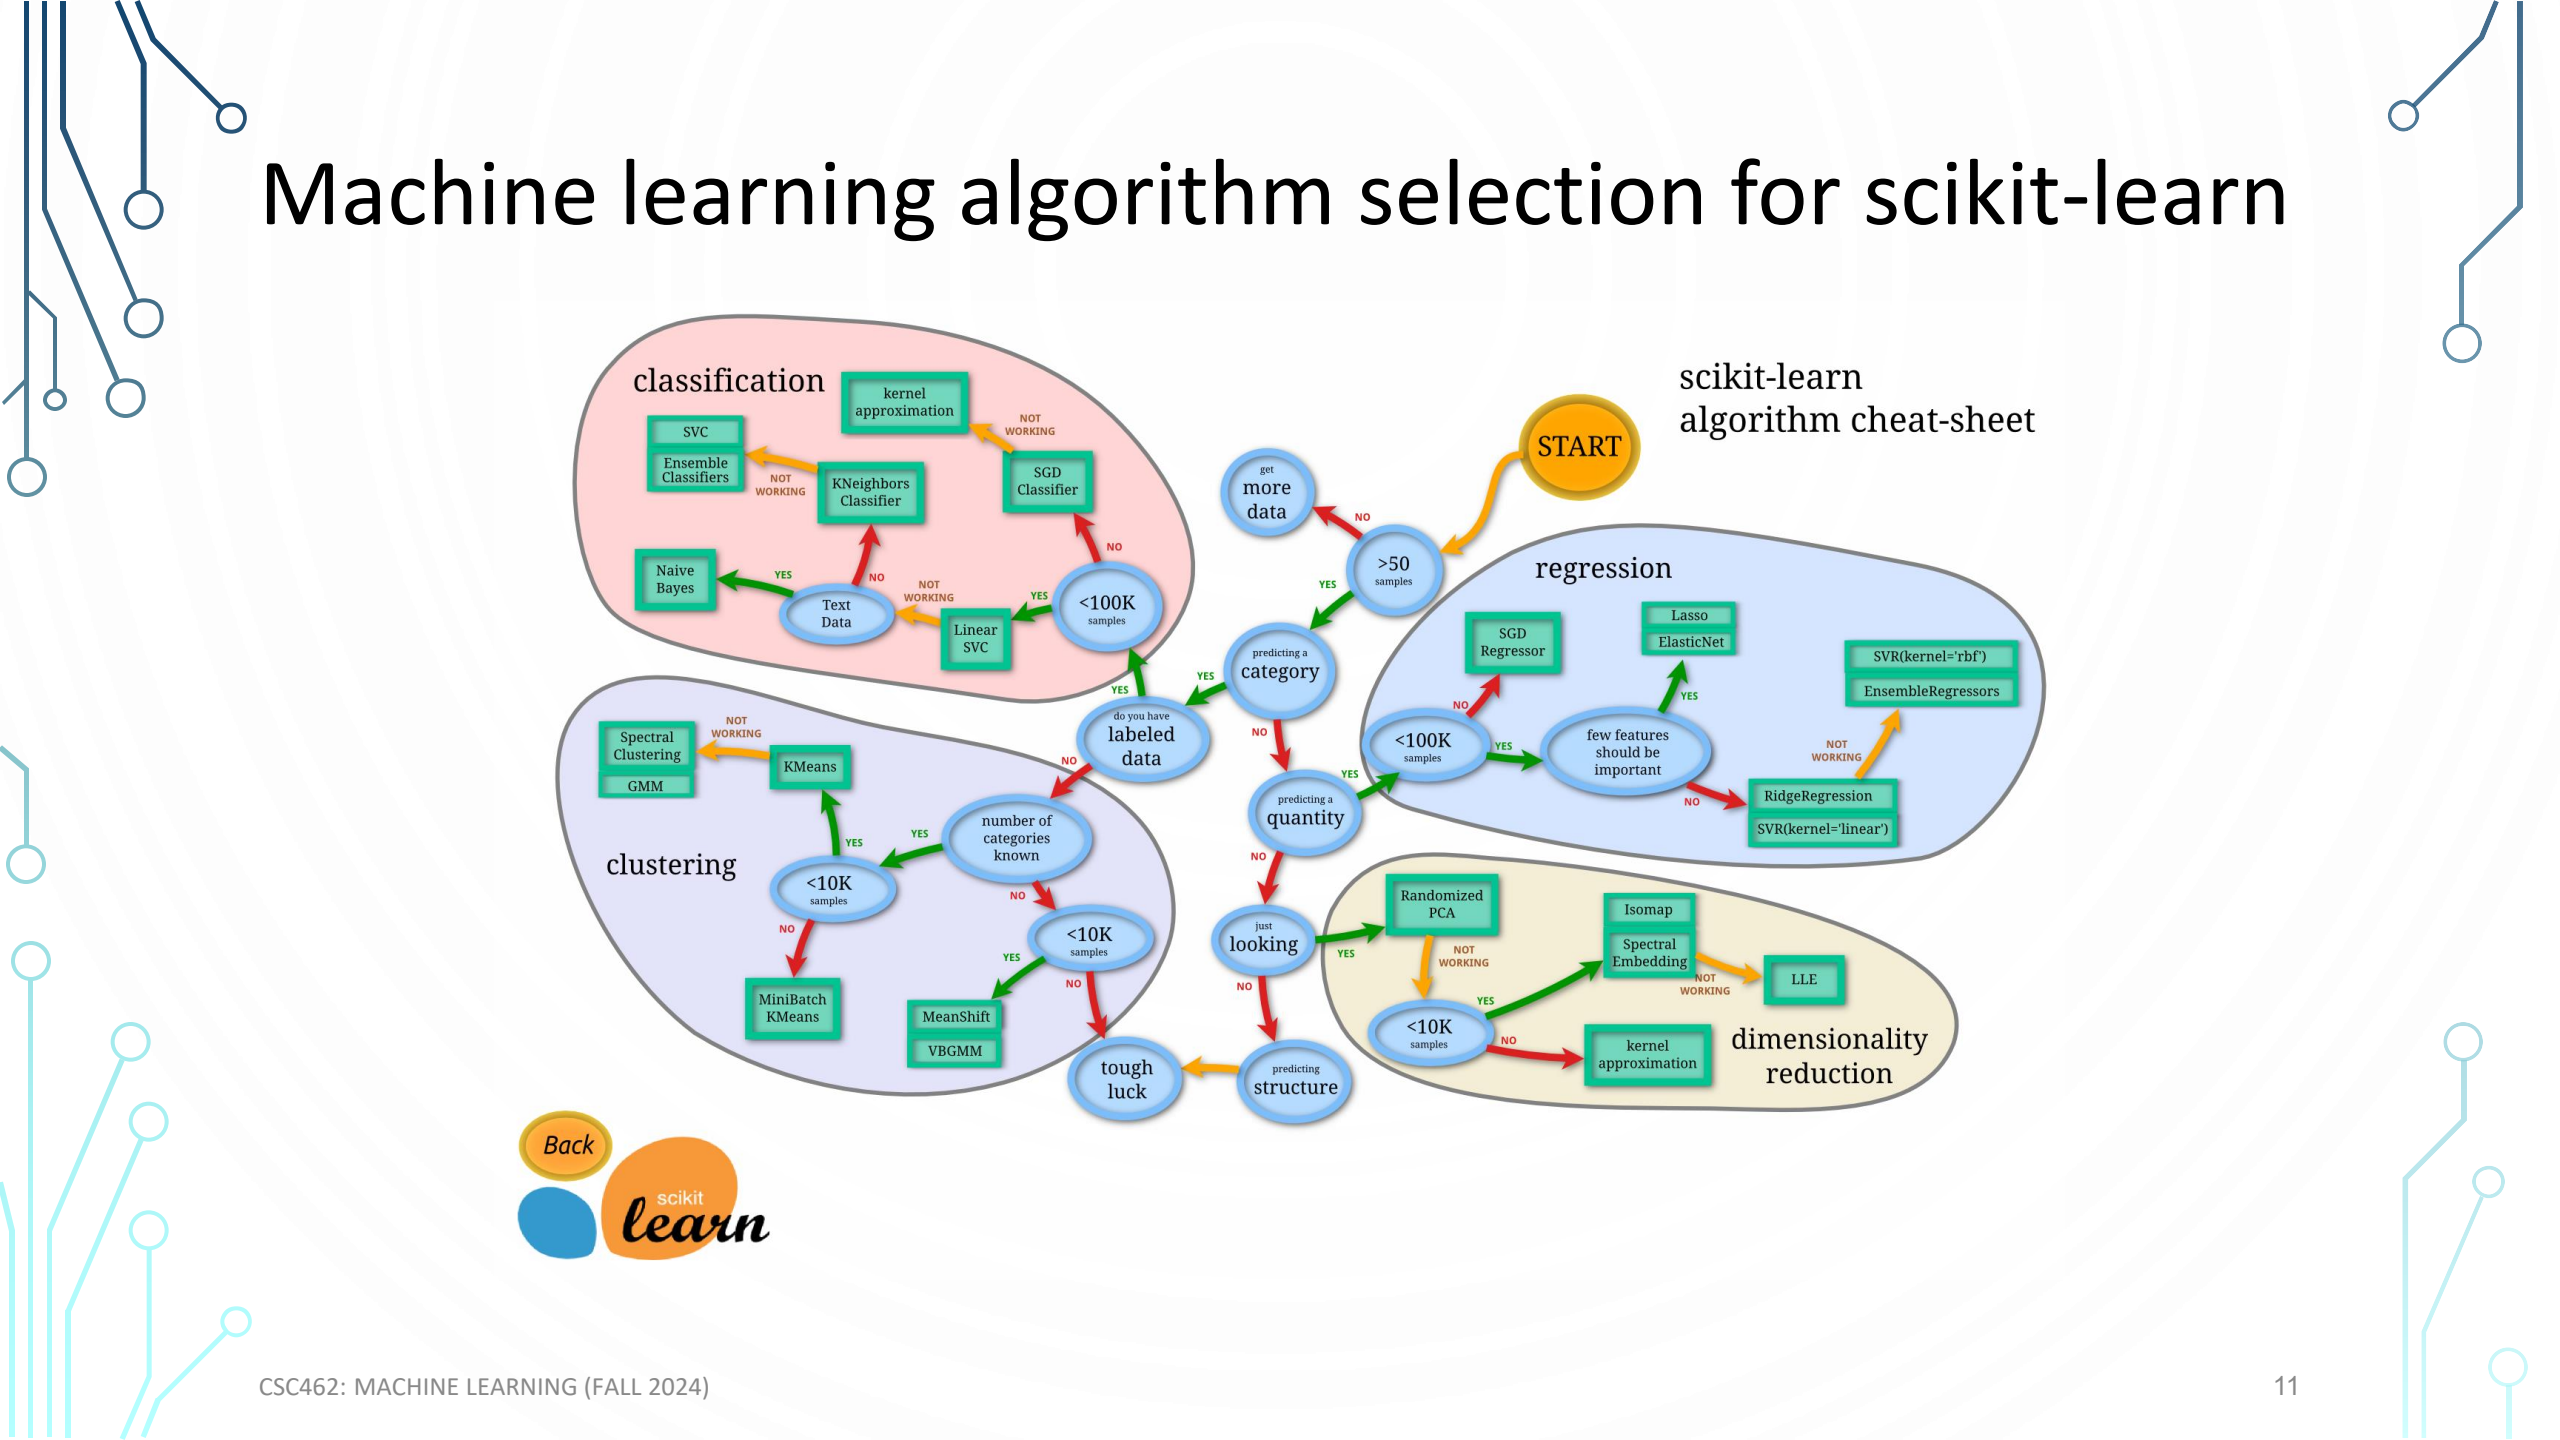 Machine learning algorithm selection for scikit-learn
classification
kernel
approximation
NOT
WORKING
SVC
Ensemble
Classifiers
NOT
WORKING
KNeighbors
Classifier
SGD
Classifier
NO
Naive
Bayes
YES
NO
Text
Data
NOT
WORKING
Linear
SVC
YES
<100K
samples
YES
scikit-learn
algorithm cheat-sheet
START
get
more
data
NO
>50
samples
YES
predicting a
category
YES
do you have
labeled
data
NO
NO
predicting a
quantity
YES
NO
just
looking
YES
NO
predicting
structure
tough
luck
regression
SGD
Regressor
NO
<100K
samples
YES
Lasso
ElasticNet
YES
few features
should be
important
NO
SVR(kernel='rbf')
EnsembleRegressors
NOT
WORKING
RidgeRegression
SVR(kernel='linear')
clustering
Spectral
Clustering
GMM
NOT
WORKING
KMeans
YES
<10K
samples
YES
number of
categories
known
NO
NO
MiniBatch
KMeans
<10K
samples
YES
NO
MeanShift
VBGMM
Randomized
PCA
NOT
WORKING
<10K
samples
YES
NO
Isomap
Spectral
Embedding
NOT
WORKING
LLE
kernel
approximation
dimensionality
reduction
Back
scikit
learn
CSC462: MACHINE LEARNING (FALL 2024)
11